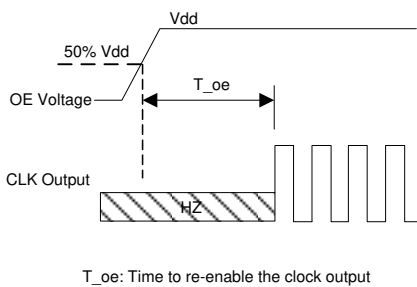 Vdd
50% Vdd
T_oe
OE Voltage
CLK Output
HZ
T_oe: Time to re-enable the clock output